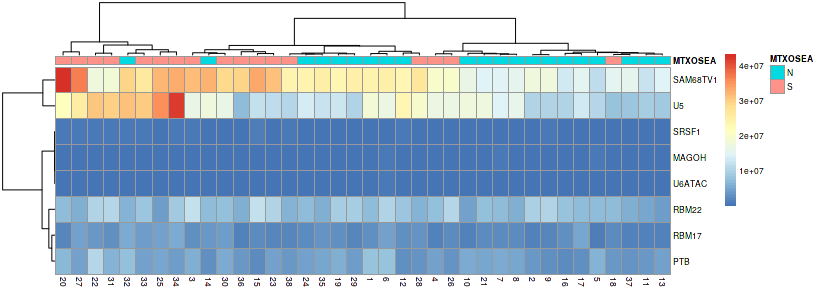 MTXOSEA
MTXOSEA
N
S
SAM68TV1
U5
SRSF1
MAGOH
U6ATAC
RBM22
RBM17
PTB
4e+07
3e+07
2e+07
1e+07
20 27 22 31 32 33 25 34 3 14 30 36 15 23 38 24 35 19 29 1 6 12 28 4 26 10 21 7 8 2 9 16 17 5 18 37 11 13